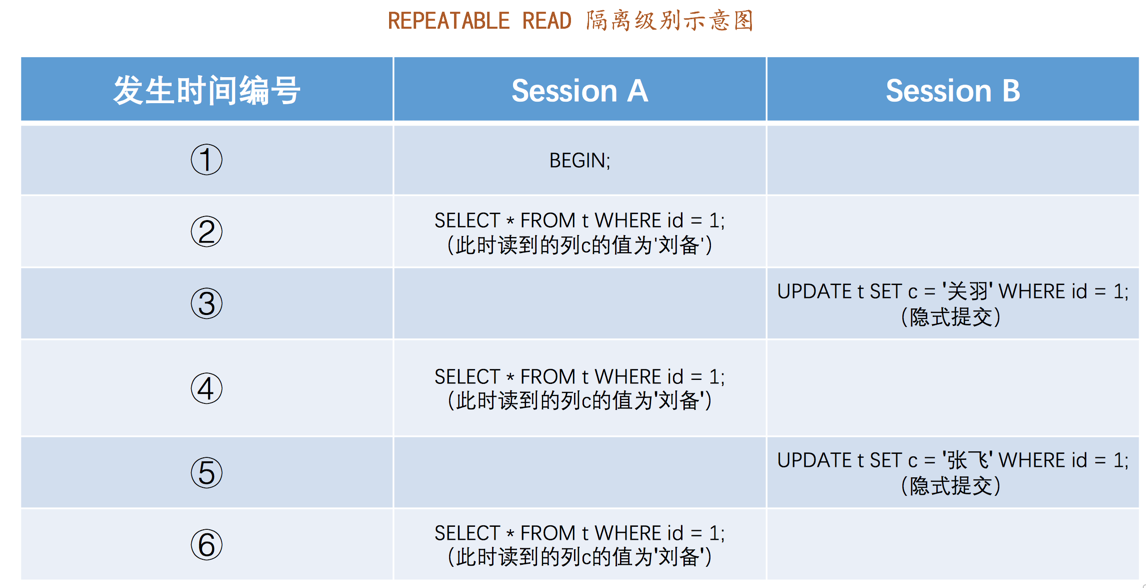 REPEATABLE READ 隔离级别示意图
发生时间编号 Session A Session B
① BEGIN;
② SELECT * FROM t WHERE id = 1;
(此时读到的列c的值为'刘备')
③ UPDATE t SET c = '关羽' WHERE id = 1;
(隐式提交)
④ SELECT * FROM t WHERE id = 1;
(此时读到的列c的值为'刘备')
⑤ UPDATE t SET c = '张飞' WHERE id = 1;
(隐式提交)
⑥ SELECT * FROM t WHERE id = 1;
(此时读到的列c的值为'刘备')